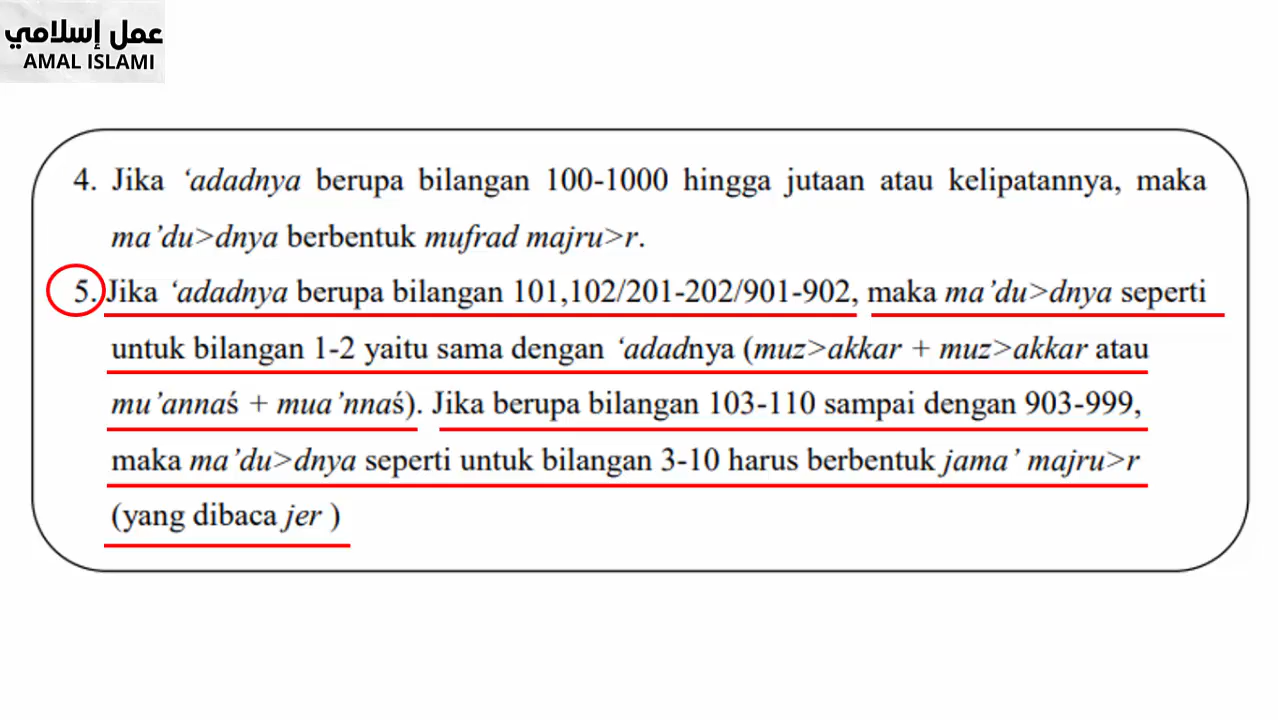 عمل إسلامي
AMAL ISLAMI
4. Jika ‘adadnya berupa bilangan 100-1000 hingga jutaan atau kelipatannya, maka
ma’du>dnya berbentuk mufrad majru>r.
5. Jika ‘adadnya berupa bilangan 101,102/201-202/901-902, maka ma’du>dnya seperti
untuk bilangan 1-2 yaitu sama dengan ‘adadnya (muz>akkar + muz>akkar atau
mu’annaś + mua’nnaś). Jika berupa bilangan 103-110 sampai dengan 903-999,
maka ma’du>dnya seperti untuk bilangan 3-10 harus berbentuk jama’ majru>r
(yang dibaca jer )